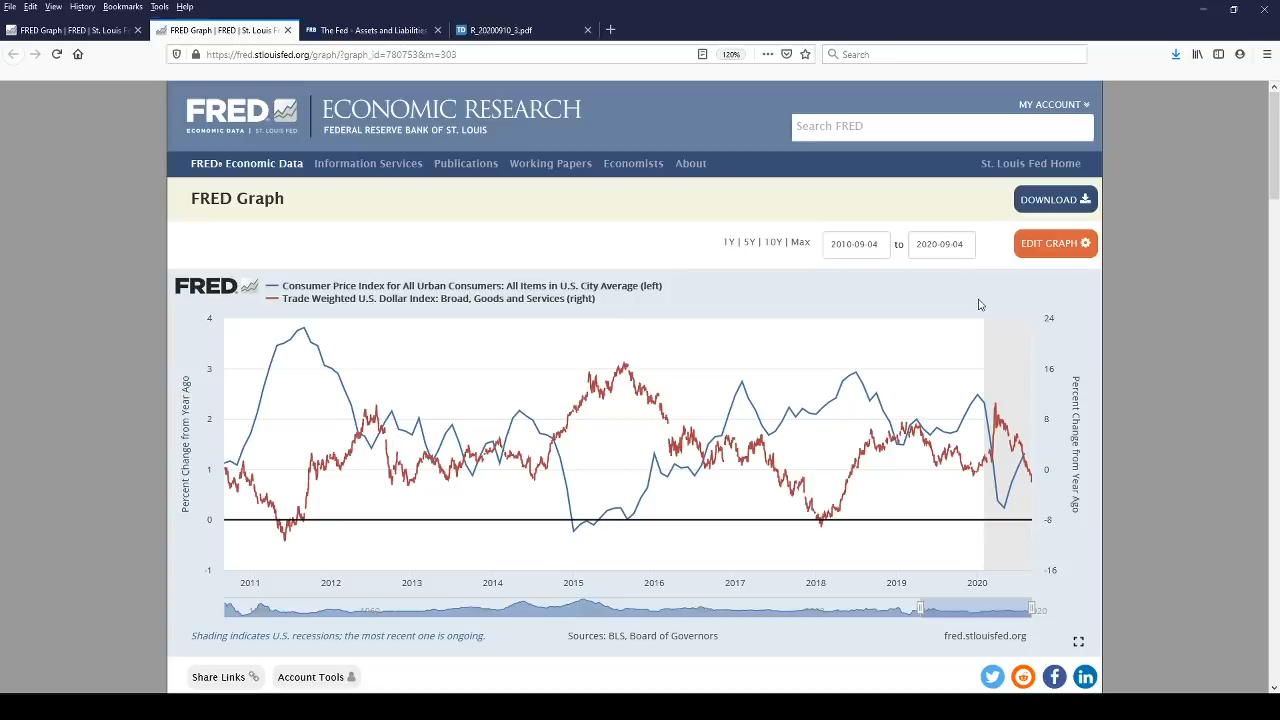 File Edit View History Bookmarks Tools Help
FRED Graph | FRED | St. Louis F
FRED Graph | FRED | St. Louis F
FRB The Fed - Assets and Liabilities
TD R_20200910_3.pdf
https://fred.stlouisfed.org/graph/?graph_id=780753&rn=303
120%
Search
FRED
ECONOMIC DATA | ST. LOUIS FED
ECONOMIC RESEARCH
FEDERAL RESERVE BANK OF ST. LOUIS
MY ACCOUNT
Search FRED
FRED® Economic Data Information Services Publications Working Papers Economists About St. Louis Fed Home
FRED Graph
DOWNLOAD
1Y | 5Y | 10Y | Max 2010-09-04 to 2020-09-04
EDIT GRAPH
FRED
Consumer Price Index for All Urban Consumers: All Items in U.S. City Average (left)
Trade Weighted U.S. Dollar Index: Broad, Goods and Services (right)
Percent Change from Year Ago
4
3
2
1
0
-1
24
16
8
0
-8
-16
Percent Change from Year Ago
2011 2012 2013 2014 2015 2016 2017 2018 2019 2020
Shading indicates U.S. recessions; the most recent one is ongoing.
Sources: BLS, Board of Governors
fred.stlouisfed.org
Share Links
Account Tools